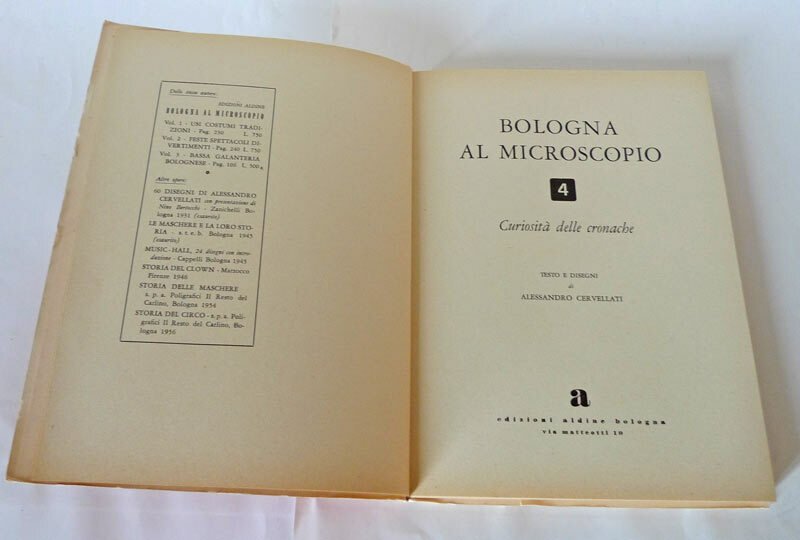 Dello stesso autore:
EDIZIONI ALDINE
BOLOGNA AL MICROSCOPIO
Vol. 1 - USI COSTUMI TRADI-
ZIONI - Pag. 230 L. 750
Vol. 2 - FESTE SPETTACOLI DI-
VERTIMENTI - Pag. 240 L. 750
Vol. 3 - BASSA GALANTERIA
BOLOGNESE - Pag. 106 L. 500
Altre opere:
60 DISEGNI DI ALESSANDRO
CERVELLATI con presentazione di
Nino Bertocchi - Zanichelli Bo-
logna 1931 (esaurito)
LE MASCHERE E LA LORO STO-
RIA - a.t.e.b. Bologna 1945
(esaurito)
MUSIC-HALL, 24 disegni con intro-
duzione - Cappelli Bologna 1945
STORIA DEL CLOWN - Marzocco
Firenze 1946
STORIA DELLE MASCHERE
s.p.a. Poligrafici Il Resto del
Carlino, Bologna 1954
STORIA DEL CIRCO - s.p.a. Poli-
grafici Il Resto del Carlino, Bo-
logna 1956
BOLOGNA
AL MICROSCOPIO
4
Curiosità delle cronache
TESTO E DISEGNI
di
ALESSANDRO CERVELLATI
a
edizioni aldine bologna
via matteotti 10